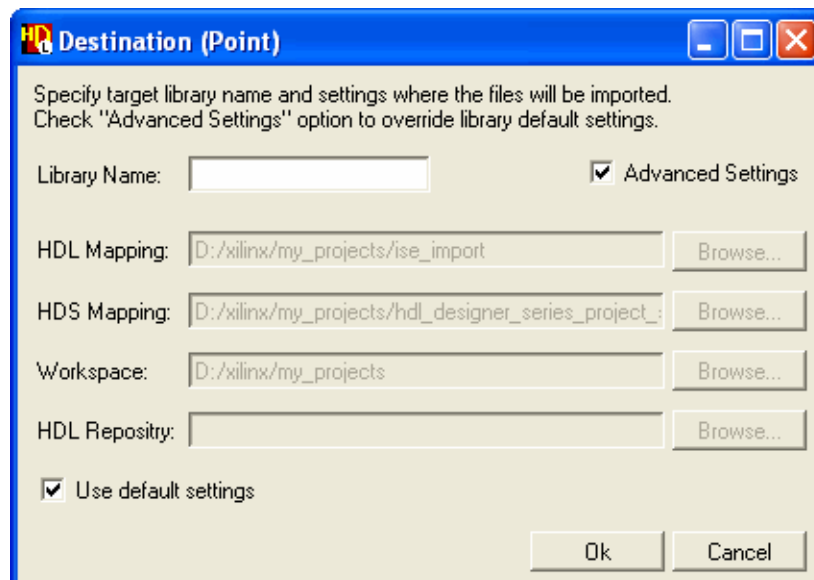 HDL Destination (Point)
Specify target library name and settings where the files will be imported.
Check "Advanced Settings" option to override library default settings.
Library Name: Advanced Settings
HDL Mapping: D:/xilinx/my_projects/ise_import Browse...
HDS Mapping: D:/xilinx/my_projects/hdl_designer_series_project_ Browse...
Workspace: D:/xilinx/my_projects Browse...
HDL Repositry: Browse...
Use default settings
Ok Cancel